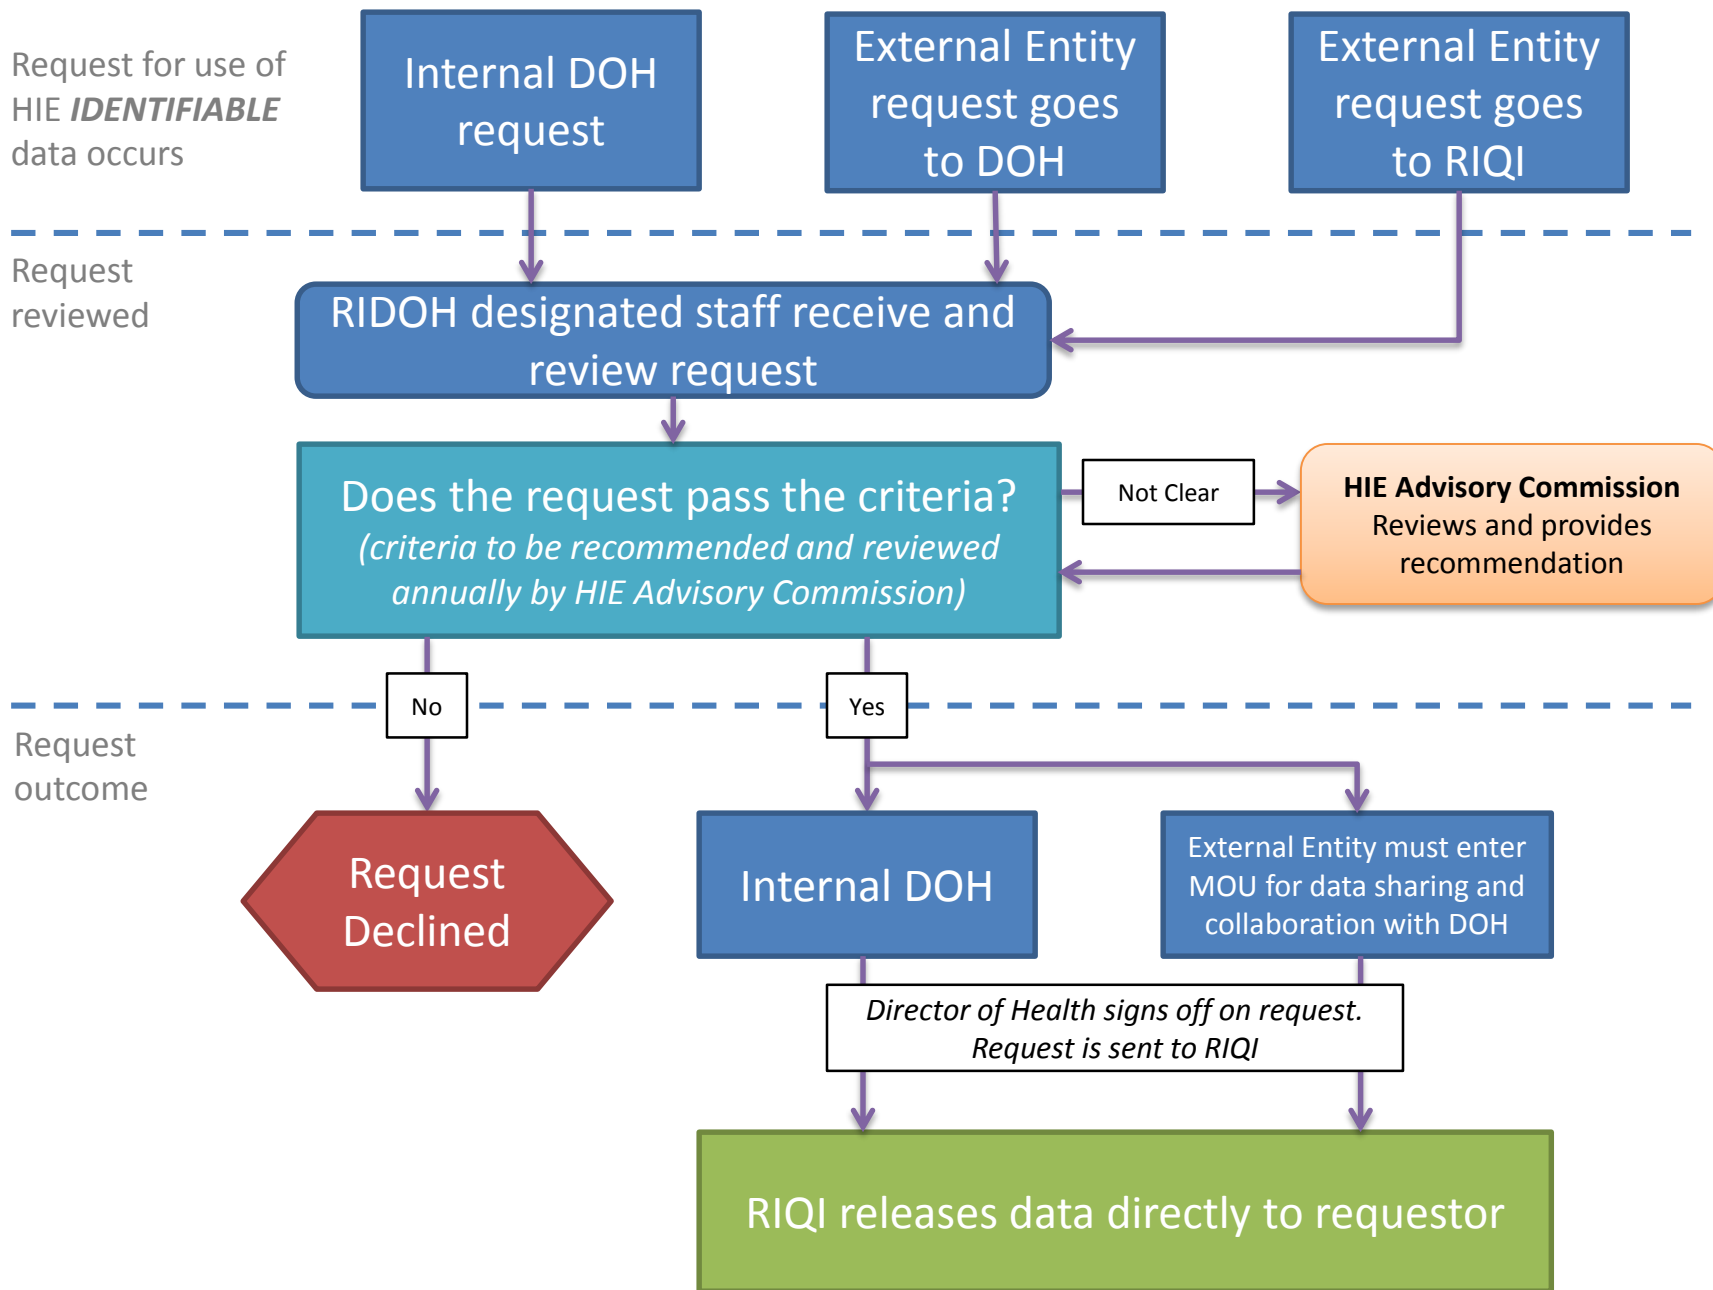 Request for use of
HIE IDENTIFIABLE
data occurs
Internal DOH
request
External Entity
request goes
to DOH
External Entity
request goes
to RIQI
Request
reviewed
RIDOH designated staff receive and
review request
Does the request pass the criteria?
(criteria to be recommended and reviewed
annually by HIE Advisory Commission)
Not Clear
HIE Advisory Commission
Reviews and provides
recommendation
No
Yes
Request
outcome
Request
Declined
Internal DOH
External Entity must enter
MOU for data sharing and
collaboration with DOH
Director of Health signs off on request.
Request is sent to RIQI
RIQI releases data directly to requestor